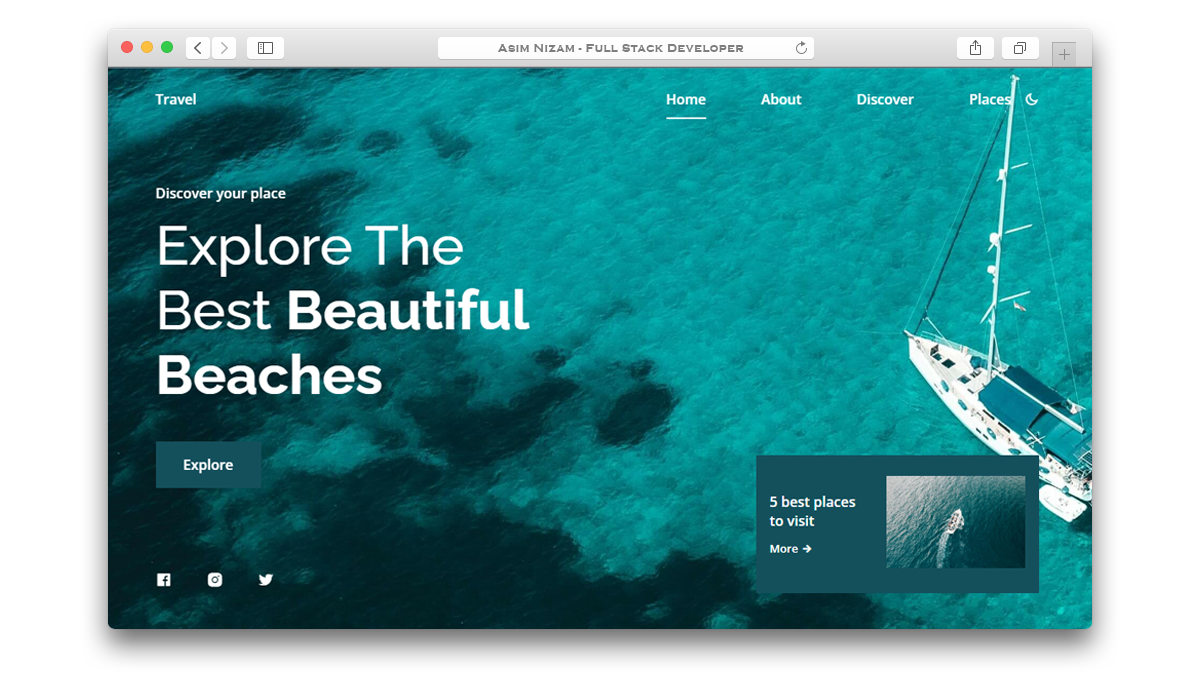 Asim Nizam - Full Stack Developer
Travel
Home
About
Discover
Places
Discover your place
Explore The
Best Beautiful
Beaches
Explore
5 best places
to visit
More